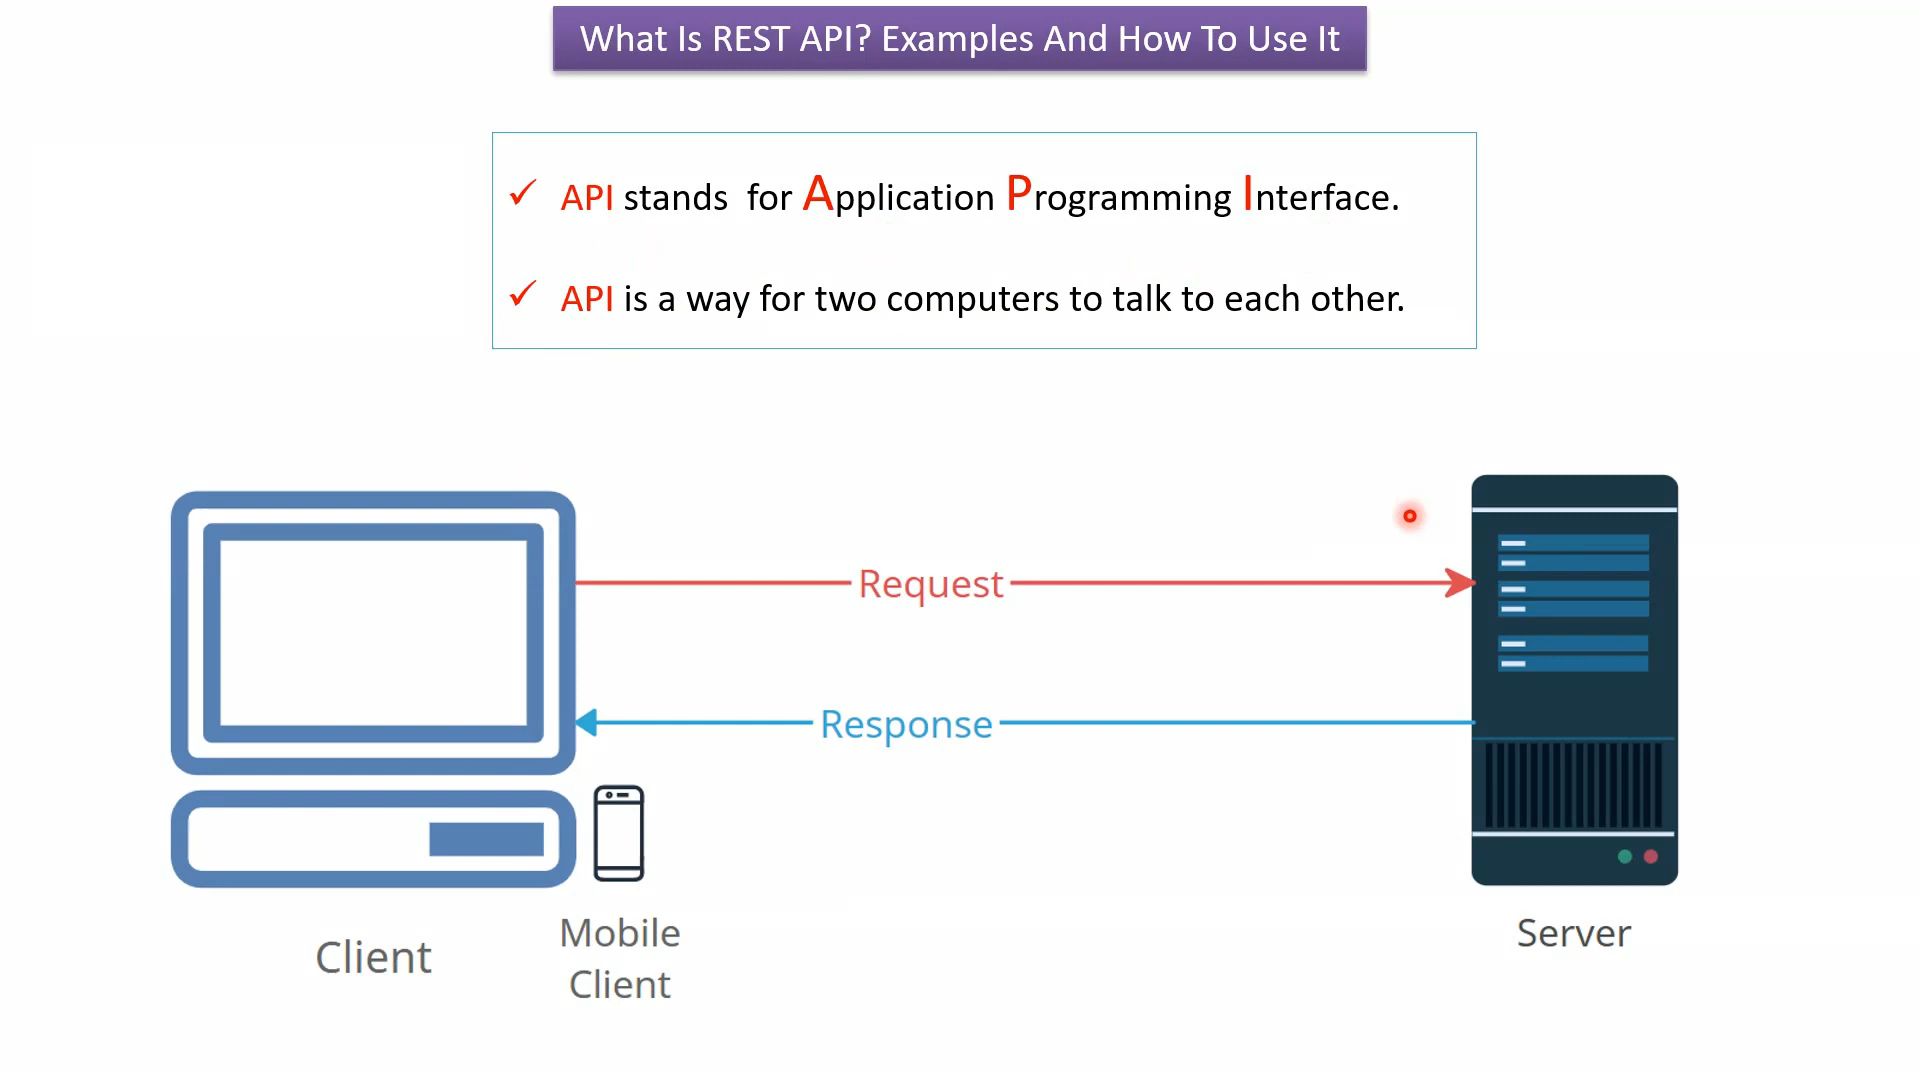 What Is REST API? Examples And How To Use It
API stands for Application Programming Interface.
API is a way for two computers to talk to each other.
Request
Response
Client
Mobile
Client
Server